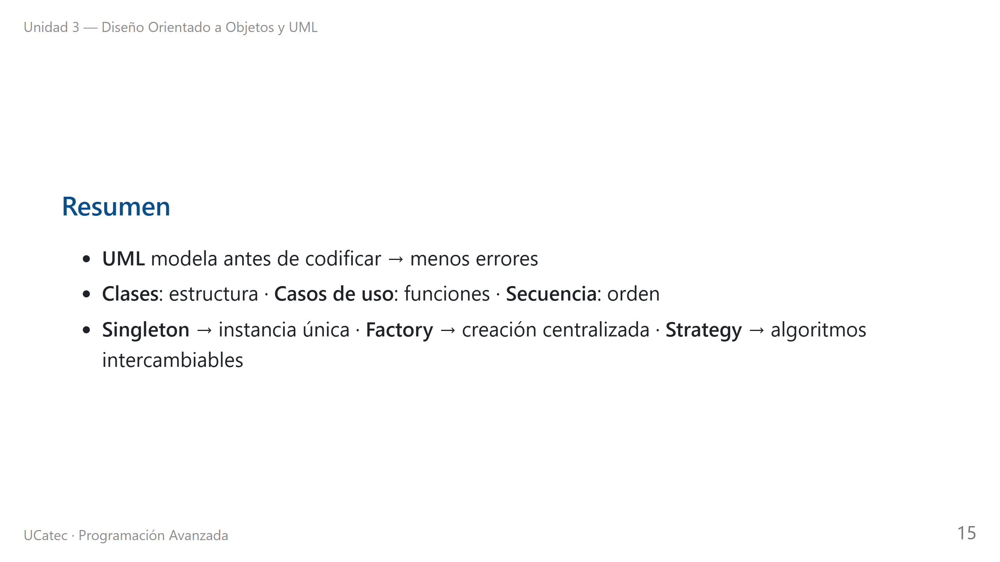 Unidad 3 — Diseño Orientado a Objetos y UML
Resumen
• UML modela antes de codificar → menos errores
• Clases: estructura · Casos de uso: funciones · Secuencia: orden
• Singleton → instancia única · Factory → creación centralizada · Strategy → algoritmos
intercambiables
UCatec · Programación Avanzada
15